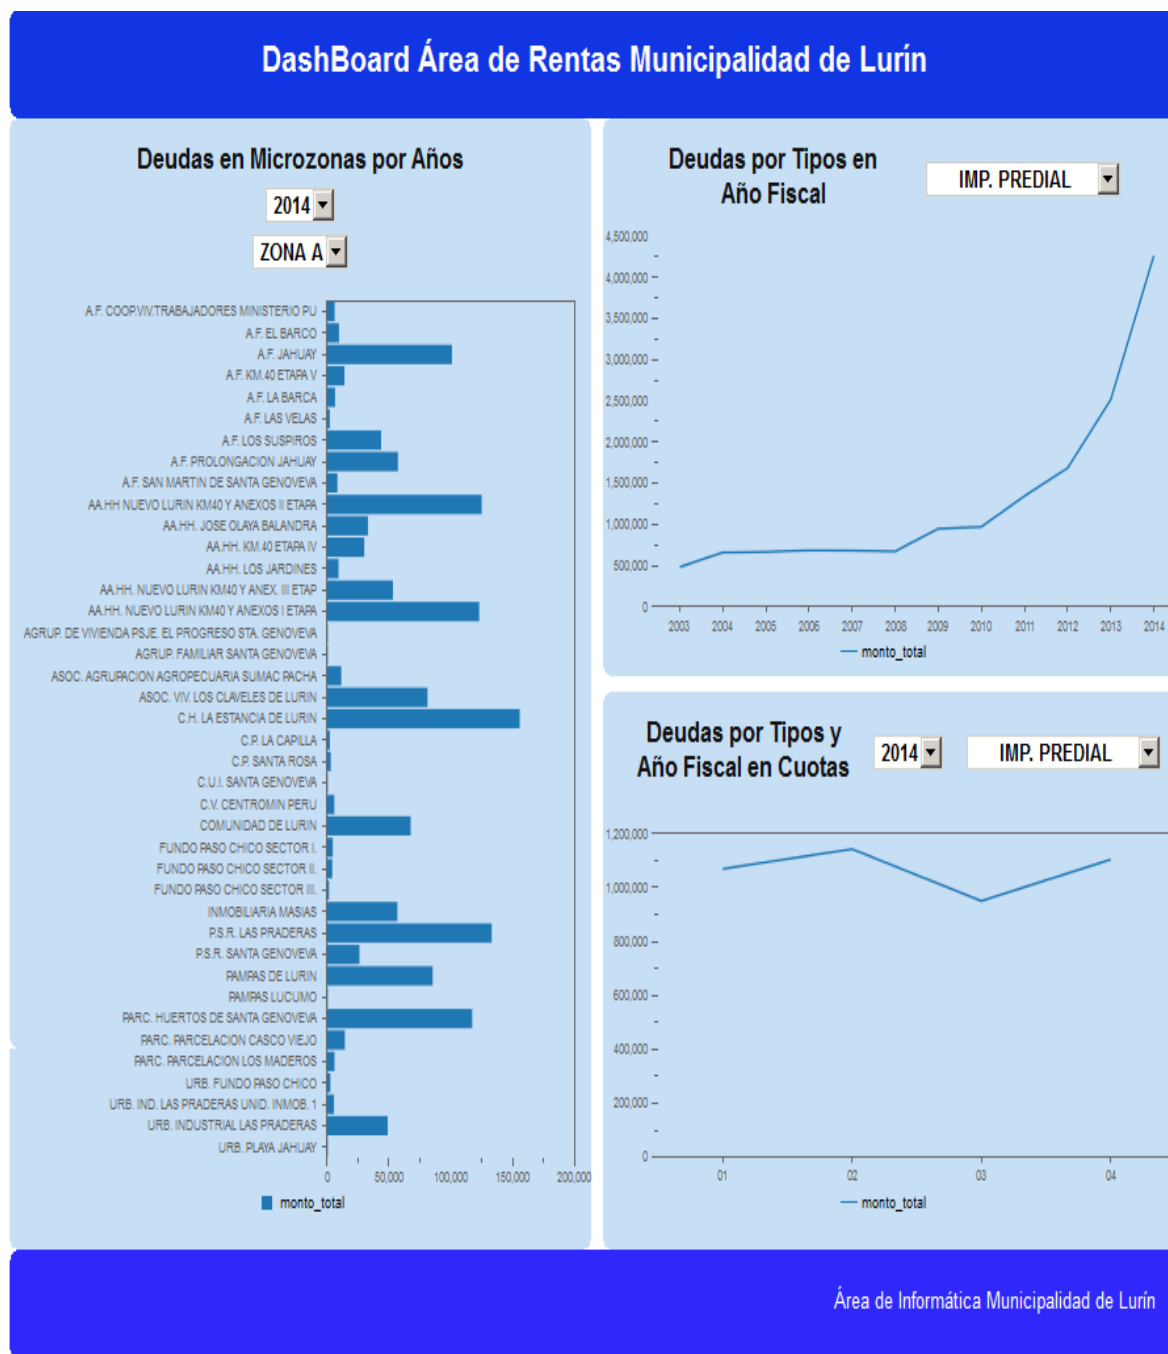 DashBoard Área de Rentas Municipalidad de Lurín
Deudas en Microzonas por Años
2014
ZONA A
A.F. COOP.VIV.TRABAJADORES MINISTERIO PU
A.F. EL BARCO
A.F. JAHUAY
A.F. KM.40 ETAPA V
A.F. LA BARCA
A.F. LAS VELAS
A.F. LOS SUSPIROS
A.F. PROLONGACION JAHUAY
A.F. SAN MARTIN DE SANTA GENOVEVA
AA.HH NUEVO LURIN KM40 Y ANEXOS II ETAPA
AA.HH. JOSE OLAYA BALANDRA
AA.HH. KM.40 ETAPA IV
AA.HH. LOS JARDINES
AA.HH. NUEVO LURIN KM40 Y ANEX. III ETAP
AA.HH. NUEVO LURIN KM40 Y ANEXOS I ETAPA
AGRUP. DE VIVIENDA PSJE. EL PROGRESO STA. GENOVEVA
AGRUP. FAMILIAR SANTA GENOVEVA
ASOC. AGRUPACION AGROPECUARIA SUMAC PACHA
ASOC. VIV. LOS CLAVELES DE LURIN
C.H. LA ESTANCIA DE LURIN
C.P. LA CAPILLA
C.P. SANTA ROSA
C.U.I. SANTA GENOVEVA
C.V. CENTROMIN PERU
COMUNIDAD DE LURIN
FUNDO PASO CHICO SECTOR I.
FUNDO PASO CHICO SECTOR II.
FUNDO PASO CHICO SECTOR III.
INMOBILIARIA MASIAS
P.S.R. LAS PRADERAS
P.S.R. SANTA GENOVEVA
PAMPAS DE LURIN
PAMPAS LUCUMO
PARC. HUERTOS DE SANTA GENOVEVA
PARC. PARCELACION CASCO VIEJO
PARC. PARCELACION LOS MADEROS
URB. FUNDO PASO CHICO
URB. IND. LAS PRADERAS UNID. INMOB. 1
URB. INDUSTRIAL LAS PRADERAS
URB. PLAYA JAHUAY
0 50,000 100,000 150,000 200,000
monto_total
Deudas por Tipos en
Año Fiscal
IMP. PREDIAL
4,500,000
4,000,000
3,500,000
3,000,000
2,500,000
2,000,000
1,500,000
1,000,000
500,000
0
2003 2004 2005 2006 2007 2008 2009 2010 2011 2012 2013 2014
monto_total
Deudas por Tipos y
Año Fiscal en Cuotas
2014
IMP. PREDIAL
1,200,000
1,000,000
800,000
600,000
400,000
200,000
0
01 02 03 04
monto_total
Área de Informática Municipalidad de Lurín